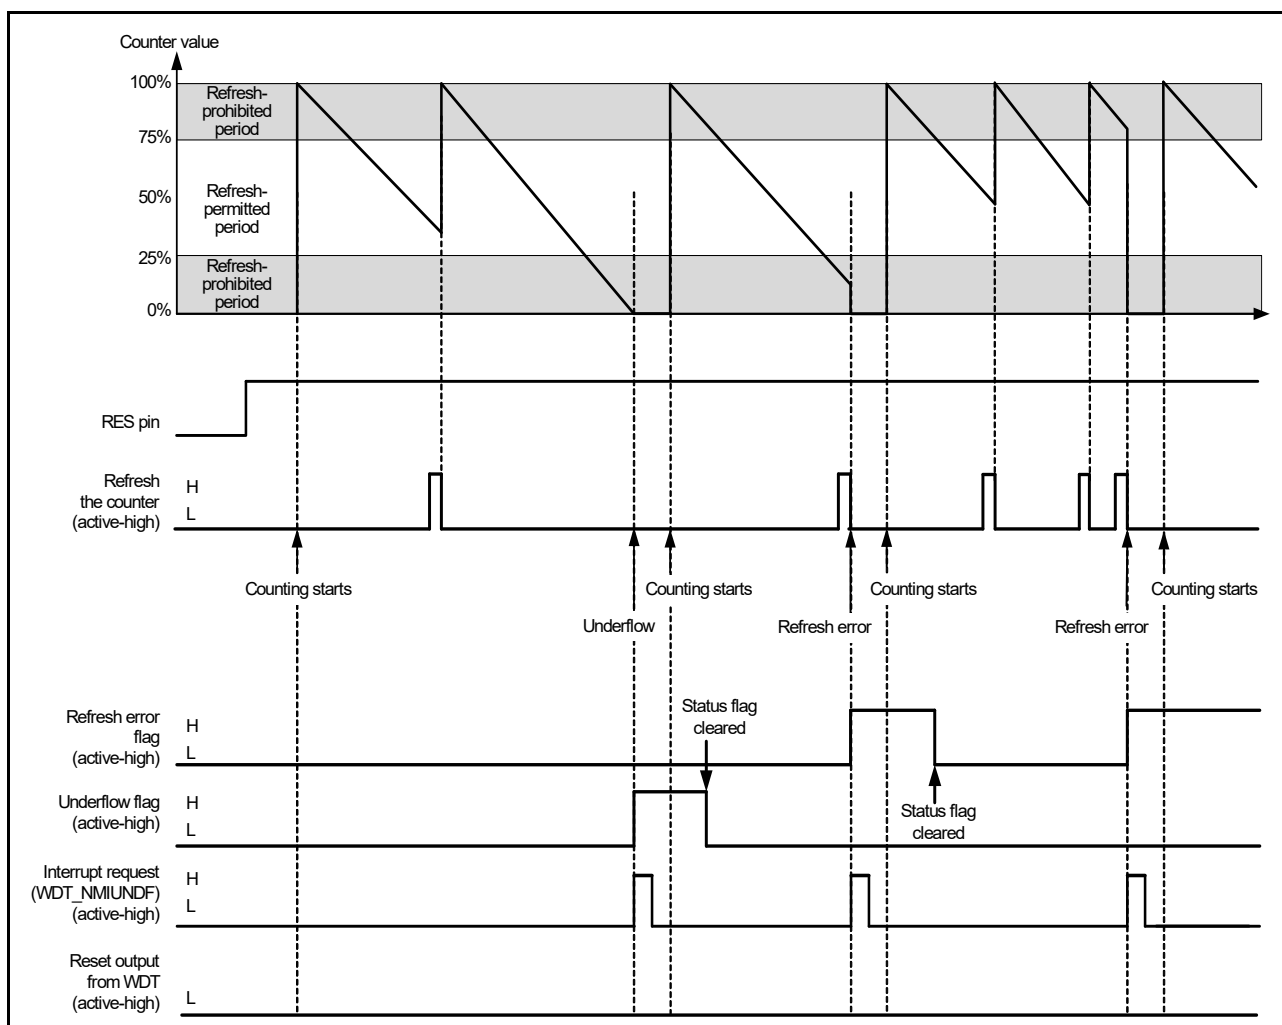 Counter value
100%
Refresh-
prohibited
period
75%
50%
Refresh-
permitted
period
25%
Refresh-
prohibited
period
0%
RES pin
Refresh
the counter
(active-high)
H
L
Counting starts
Counting starts
Counting starts
Counting starts
Underflow
Refresh error
Refresh error
Refresh error
flag
(active-high)
H
L
Status flag
cleared
Underflow flag
(active-high)
H
L
Status flag
cleared
Interrupt request
(WDT_NMIUNDF)
(active-high)
H
L
Reset output
from WDT
(active-high)
L